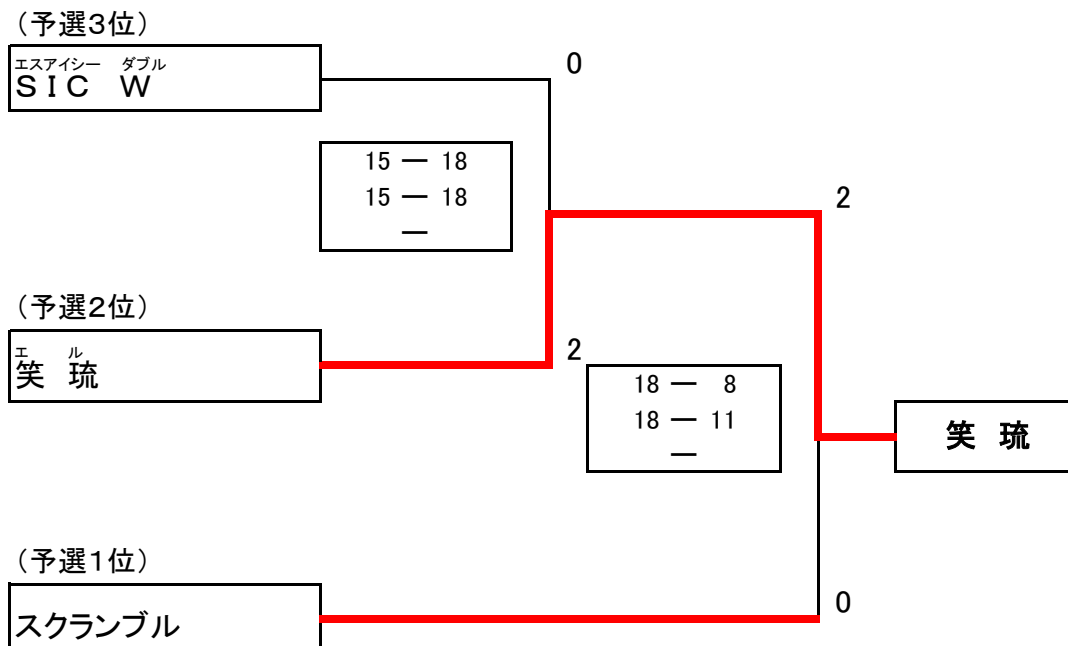 （予選３位）
エスアイシー　ダブル
ＳＩＣ　Ｗ
0
15 ー 18
15 ー 18
ー
2
（予選２位）
エ　ル
笑　琉
2
18 ー 8
18 ー 11
ー
笑　琉
（予選１位）
スクランブル
0